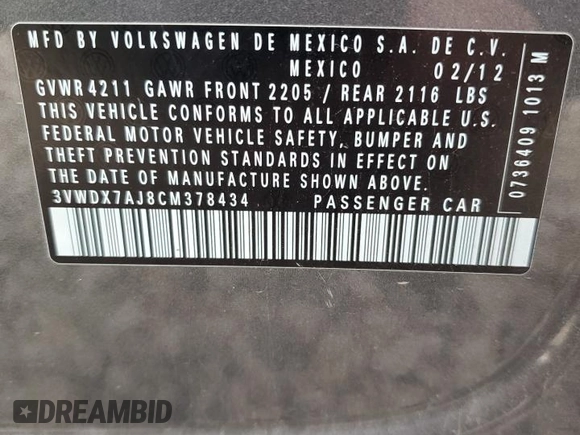 MFD BY VOLKSWAGEN DE MEXICO S.A. DE C.V.
MEXICO 02/12
GVWR 4211 GAWR FRONT 2205 / REAR 2116 LBS
THIS VEHICLE CONFORMS TO ALL APPLICABLE U.S.
FEDERAL MOTOR VEHICLE SAFETY, BUMPER AND
THEFT PREVENTION STANDARDS IN EFFECT ON
THE DATE OF MANUFACTURE SHOWN ABOVE.
3VWDX7AJ8CM378434 PASSENGER CAR
0736409 1013 M
DREAMBID